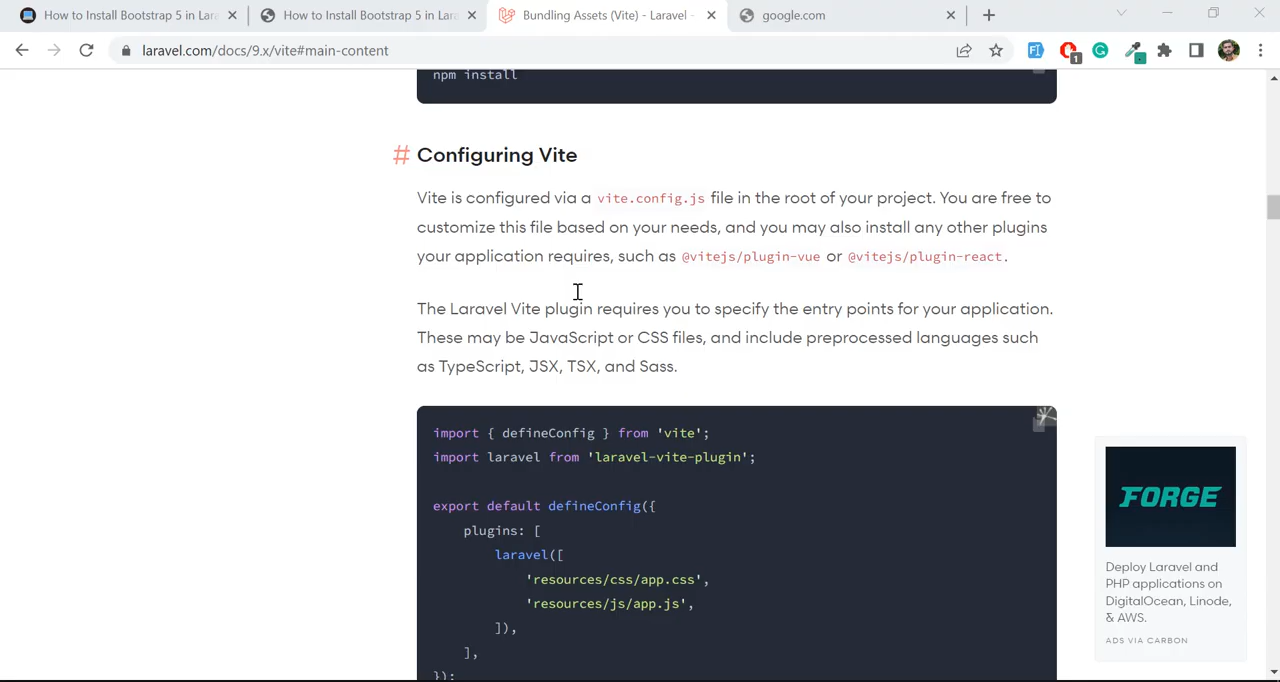 How to Install Bootstrap 5 in Lara
How to Install Bootstrap 5 in Lara
Bundling Assets (Vite) - Laravel -
google.com
laravel.com/docs/9.x/vite#main-content
1
npm install
# Configuring Vite
Vite is configured via a vite.config.js file in the root of your project. You are free to
customize this file based on your needs, and you may also install any other plugins
your application requires, such as @vitejs/plugin-vue or @vitejs/plugin-react.
The Laravel Vite plugin requires you to specify the entry points for your application.
These may be JavaScript or CSS files, and include preprocessed languages such
as TypeScript, JSX, TSX, and Sass.
import { defineConfig } from 'vite';
import laravel from 'laravel-vite-plugin';
export default defineConfig({
plugins: [
laravel([
'resources/css/app.css',
'resources/js/app.js',
]),
],
});
FORGE
Deploy Laravel and
PHP applications on
DigitalOcean, Linode,
& AWS.
ADS VIA CARBON